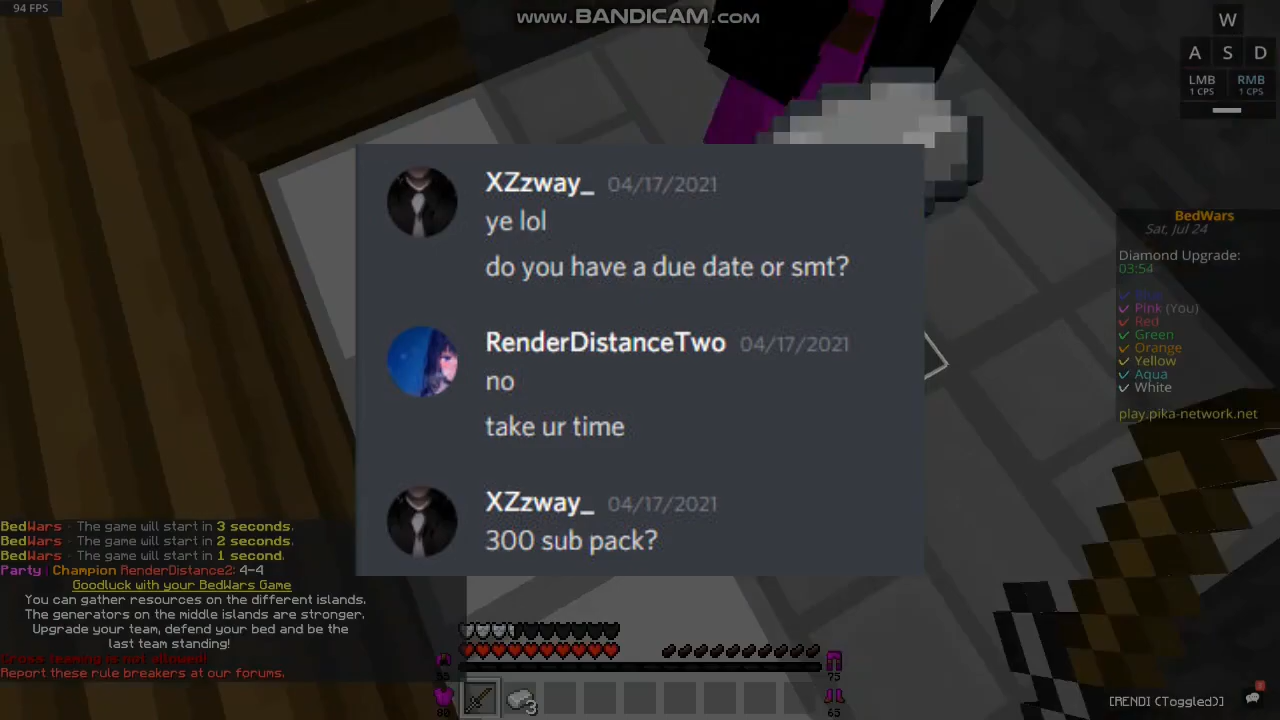 94 FPS
www.BANDICAM.com
W
A S D
LMB RMB
1 CPS 1 CPS
XZzway_ 04/17/2021
ye lol
do you have a due date or smt?
RenderDistanceTwo 04/17/2021
no
take ur time
XZzway_ 04/17/2021
300 sub pack?
BedWars
Sat, Jul 24
Diamond Upgrade:
03:54
✓ Blue
✓ Pink (You)
✓ Red
✓ Green
✓ Orange
✓ Yellow
✓ Aqua
✓ White
play.pika-network.net
BedWars - The game will start in 3 seconds.
BedWars - The game will start in 2 seconds.
BedWars - The game will start in 1 second.
Party | Champion RenderDistance2: 4-4
Goodluck with your BedWars Game
You can gather resources on the different islands.
The generators on the middle islands are stronger.
Upgrade your team, defend your bed and be the
last team standing!
Cross teaming is not allowed!
Report these rule breakers at our forums.
55
75
80
3
65
[RENDI (Toggled)]